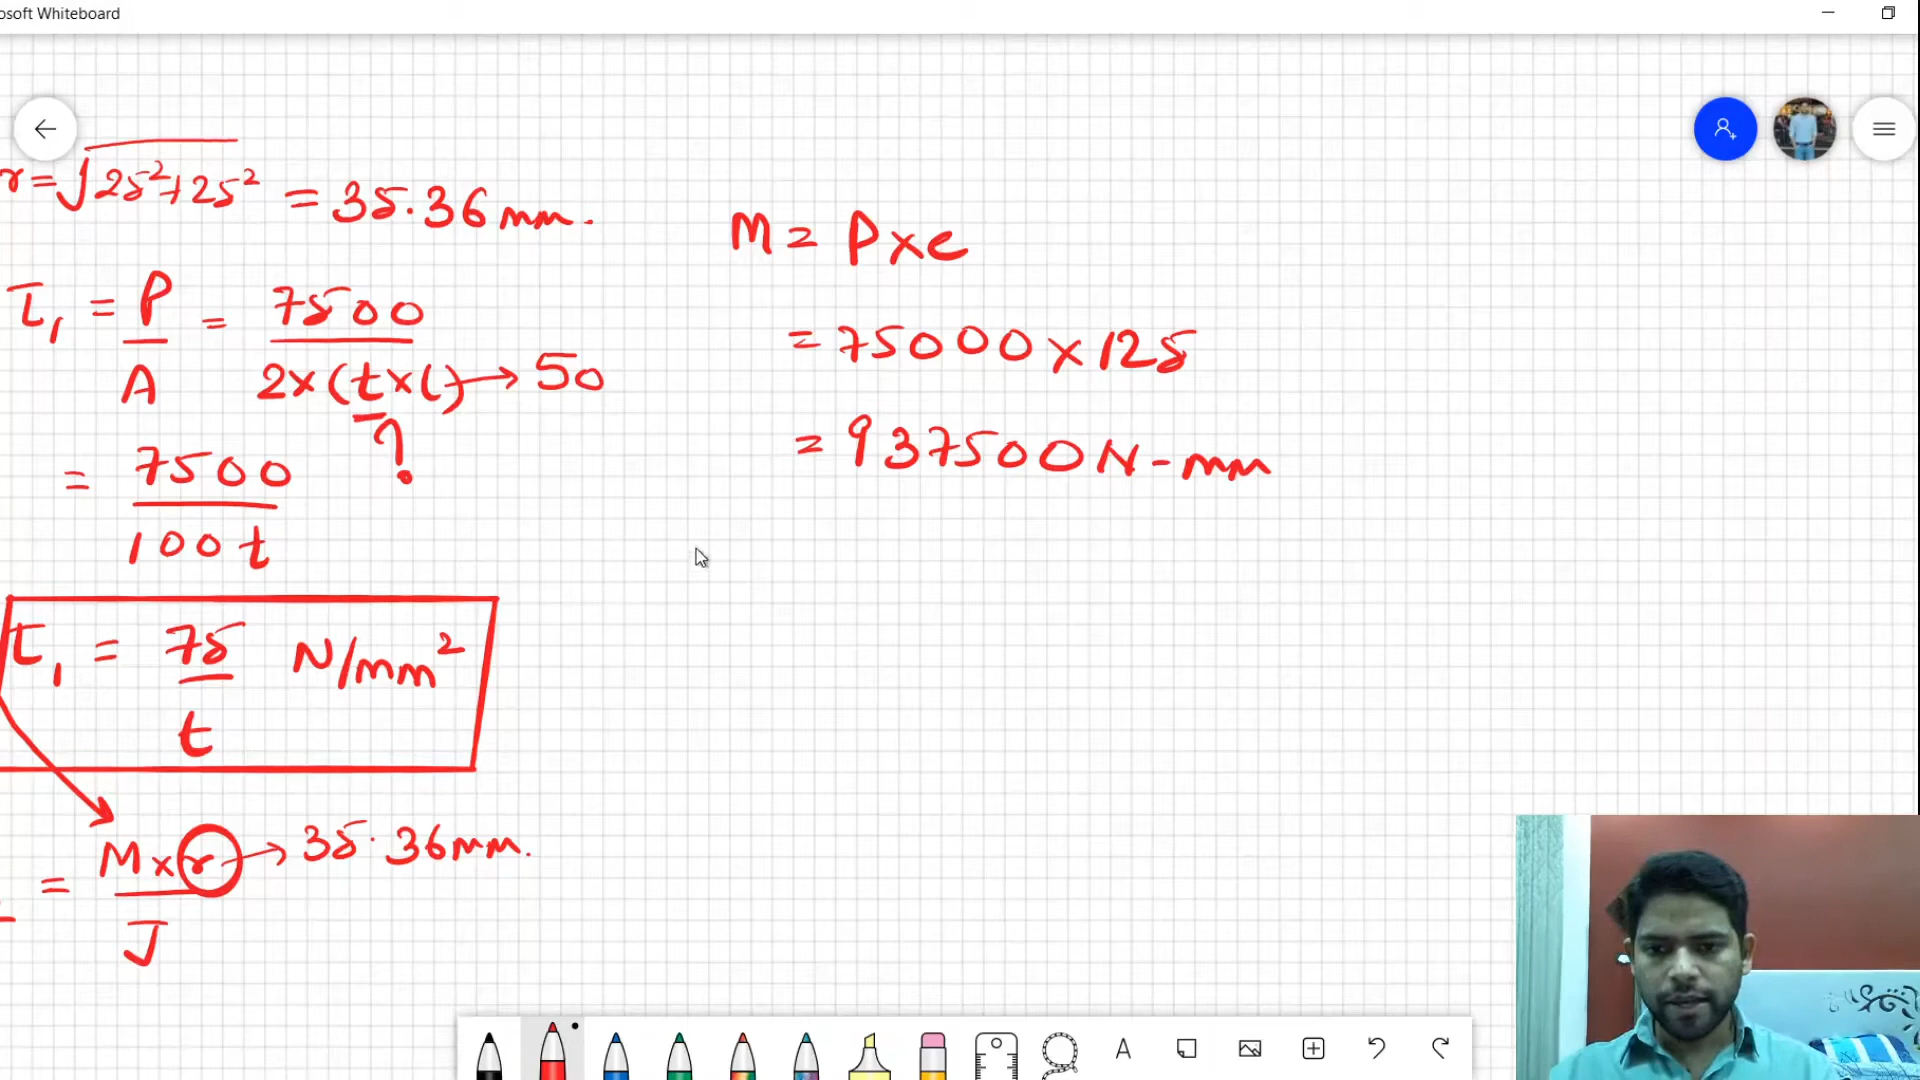 osoft Whiteboard
r = √25²+25² = 35.36 mm.
τ₁ = P/A = 7500/2×(t×l) → 50
?
= 7500/100t
τ₁ = 75/t N/mm²
= M×r/J → 35.36 mm.
M = P×e
= 75000×125
= 937500 N-mm
A